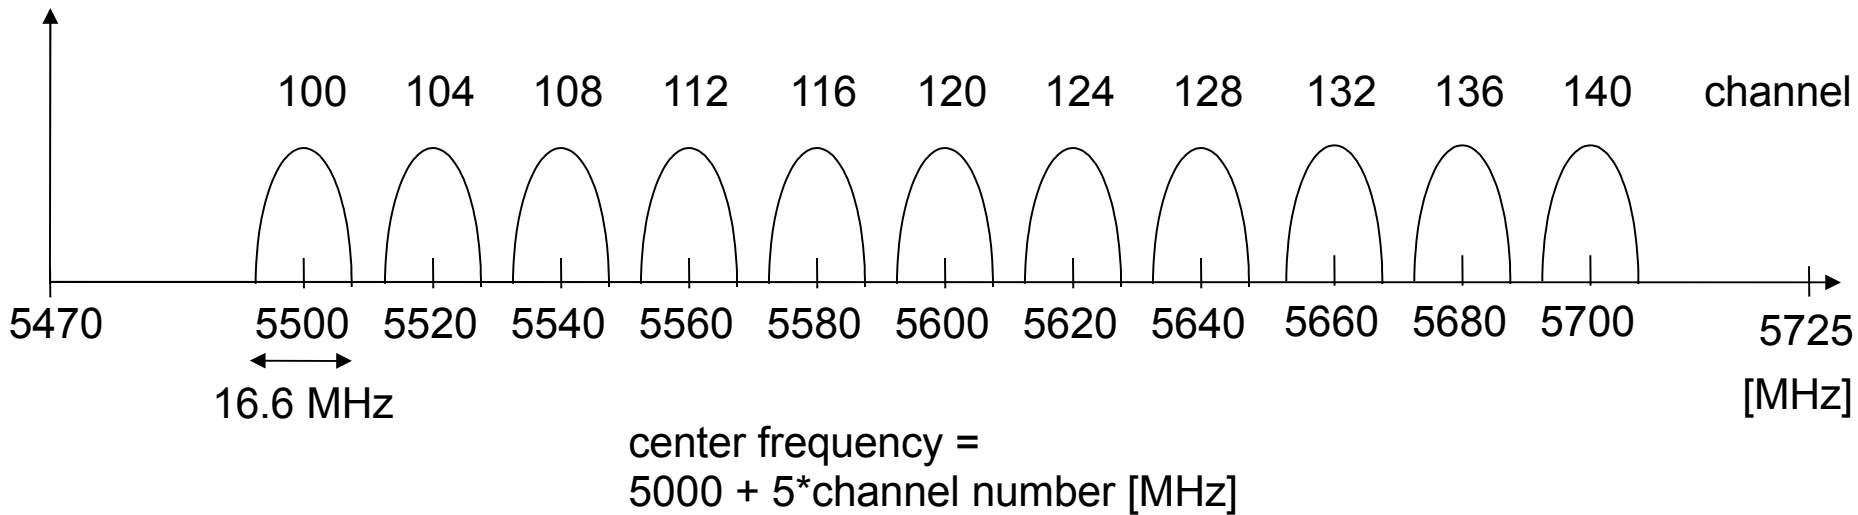 100 104 108 112 116 120 124 128 132 136 140 channel
5470 5500 5520 5540 5560 5580 5600 5620 5640 5660 5680 5700 5725
16.6 MHz [MHz]
center frequency =
5000 + 5*channel number [MHz]